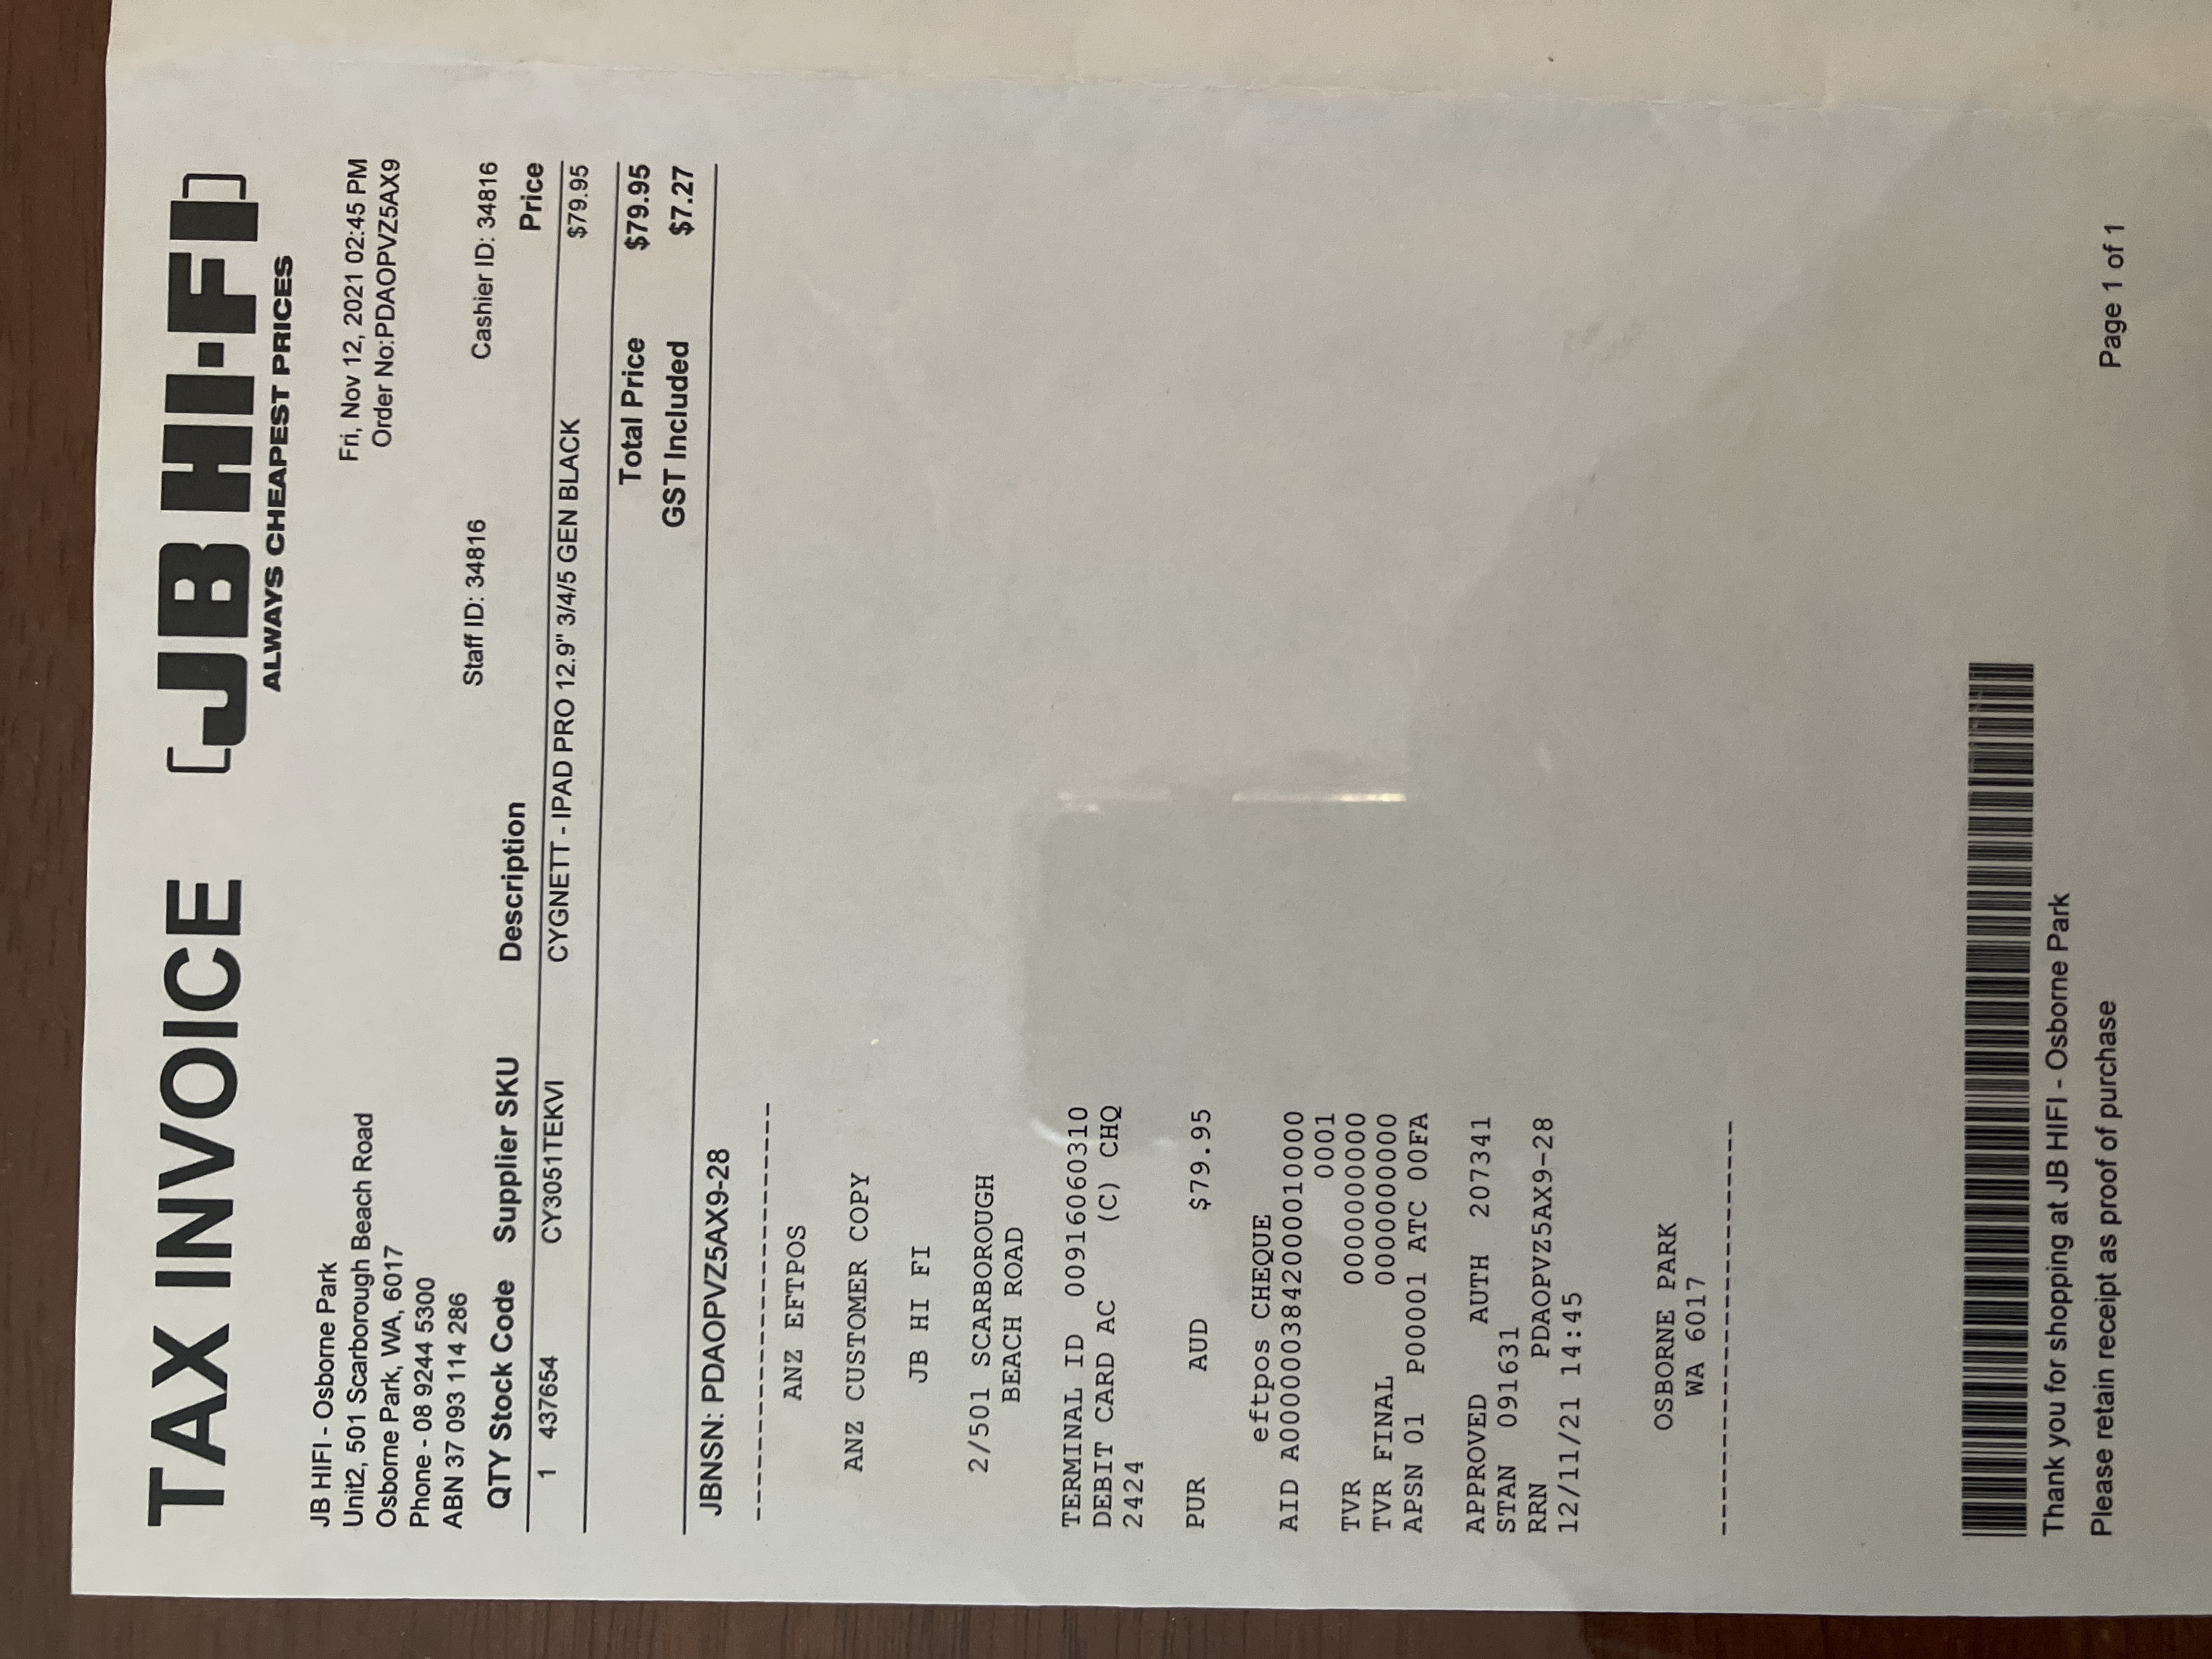 TAX INVOICE
JB HI-FI
ALWAYS CHEAPEST PRICES
JB HIFI - Osborne Park
Unit2, 501 Scarborough Beach Road
Osborne Park, WA, 6017
Phone - 08 9244 5300
ABN 37 093 114 286
Fri, Nov 12, 2021 02:45 PM
Order No:PDAOPVZ5AX9
Staff ID: 34816 Cashier ID: 34816
QTY Stock Code Supplier SKU Description Price
1 437654 CY3051TEKVI CYGNETT - IPAD PRO 12.9" 3/4/5 GEN BLACK $79.95
Total Price $79.95
GST Included $7.27
JBNSN: PDAOPVZ5AX9-28
------------------------
ANZ EFTPOS
ANZ CUSTOMER COPY
JB HI FI
2/501 SCARBOROUGH
BEACH ROAD
TERMINAL ID 00916060310
DEBIT CARD AC (C) CHQ
2424
PUR AUD $79.95
eftpos CHEQUE
AID A0000003842000010000
0001
TVR 0000000000
TVR FINAL 0000000000
APSN 01 P00001 ATC 00FA
APPROVED AUTH 207341
STAN 091631
RRN PDAOPVZ5AX9-28
12/11/21 14:45
OSBORNE PARK
WA 6017
------------------------
Thank you for shopping at JB HIFI - Osborne Park
Please retain receipt as proof of purchase
Page 1 of 1